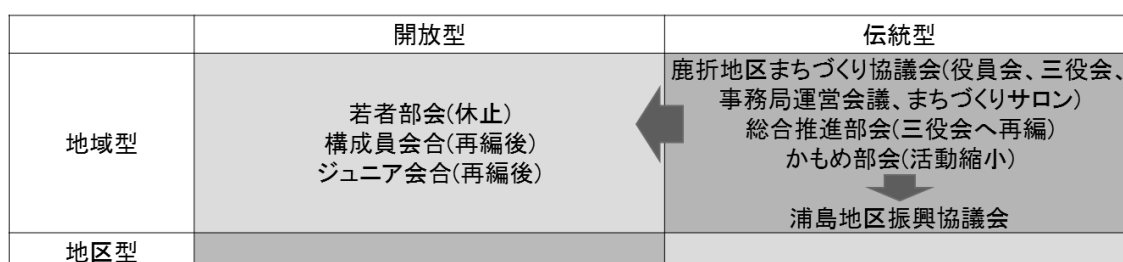 開放型
伝統型
地域型
若者部会(休止)
構成員会合(再編後)
ジュニア会合(再編後)
鹿折地区まちづくり協議会(役員会、三役会、
事務局運営会議、まちづくりサロン)
総合推進部会(三役会へ再編)
かもめ部会(活動縮小)
浦島地区振興協議会
地区型